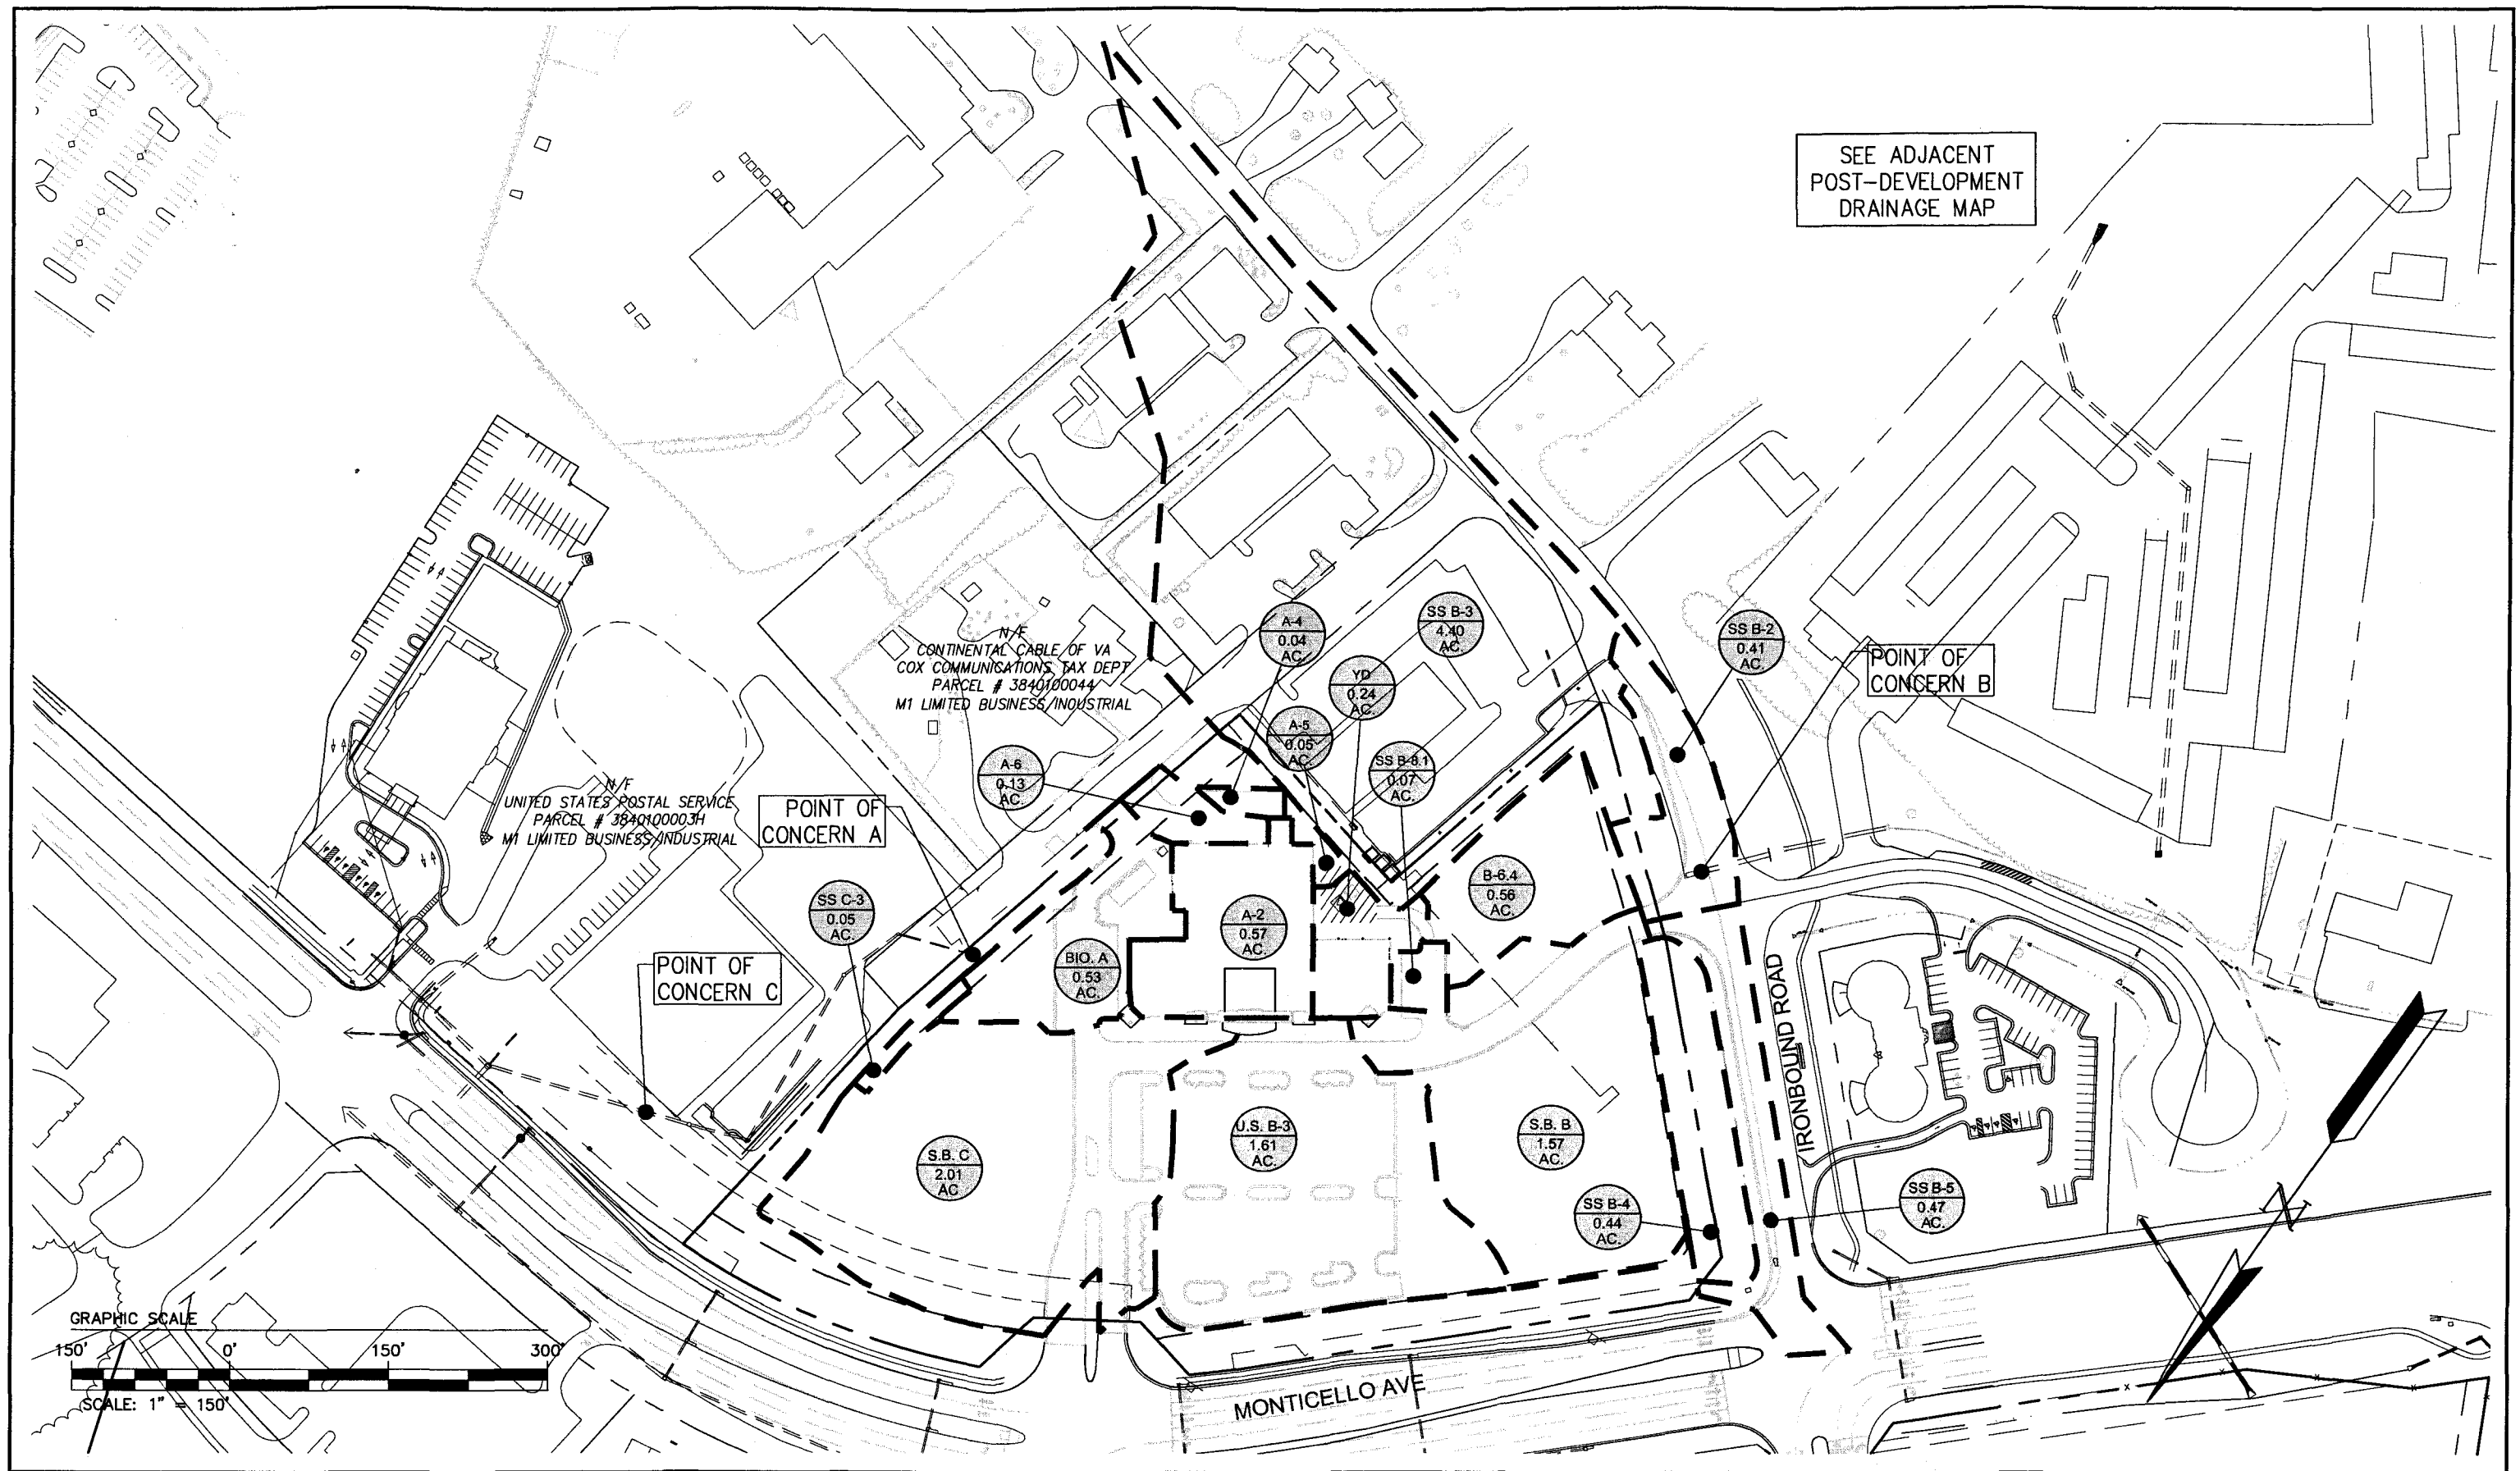 SEE ADJACENT
POST-DEVELOPMENT
DRAINAGE MAP
A-4
0.04
AC.
SS B-3
4.40
AC.
SS B-2
0.41
AC.
N/F
CONTINENTAL CABLE OF VA
COX COMMUNICATIONS TAX DEPT
PARCEL # 3840100044
M1 LIMITED BUSINESS/INDUSTRIAL
YD
0.24
AC.
POINT OF
CONCERN B
A-5
0.05
AC.
A-6
0.13
AC.
SS B-8.1
0.07
AC.
N/F
UNITED STATES POSTAL SERVICE
PARCEL # 3840100003H
M1 LIMITED BUSINESS/INDUSTRIAL
POINT OF
CONCERN A
SS C-3
0.05
AC.
B-6.4
0.56
AC.
A-2
0.57
AC.
BIO. A
0.53
AC.
POINT OF
CONCERN C
IRONBOUND ROAD
S.B. C
2.01
AC
U.S. B-3
1.61
AC.
S.B. B
1.57
AC.
SS B-4
0.44
AC.
SS B-5
0.47
AC.
N
GRAPHIC SCALE
150' 0' 150' 300'
SCALE: 1" = 150'
MONTICELLO AVE